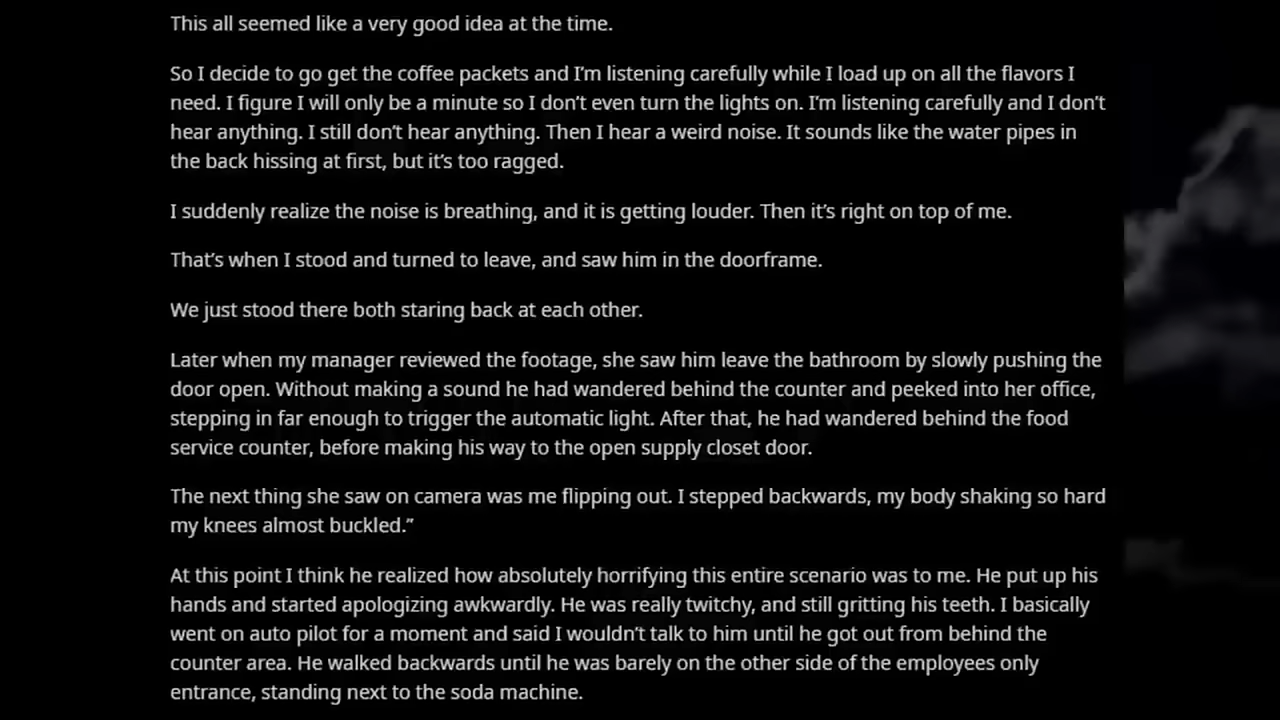 This all seemed like a very good idea at the time.
So I decide to go get the coffee packets and I’m listening carefully while I load up on all the flavors I
need. I figure I will only be a minute so I don’t even turn the lights on. I’m listening carefully and I don’t
hear anything. I still don’t hear anything. Then I hear a weird noise. It sounds like the water pipes in
the back hissing at first, but it’s too ragged.
I suddenly realize the noise is breathing, and it is getting louder. Then it’s right on top of me.
That’s when I stood and turned to leave, and saw him in the doorframe.
We just stood there both staring back at each other.
Later when my manager reviewed the footage, she saw him leave the bathroom by slowly pushing the
door open. Without making a sound he had wandered behind the counter and peeked into her office,
stepping in far enough to trigger the automatic light. After that, he had wandered behind the food
service counter, before making his way to the open supply closet door.
The next thing she saw on camera was me flipping out. I stepped backwards, my body shaking so hard
my knees almost buckled.”
At this point I think he realized how absolutely horrifying this entire scenario was to me. He put up his
hands and started apologizing awkwardly. He was really twitchy, and still gritting his teeth. I basically
went on auto pilot for a moment and said I wouldn’t talk to him until he got out from behind the
counter area. He walked backwards until he was barely on the other side of the employees only
entrance, standing next to the soda machine.